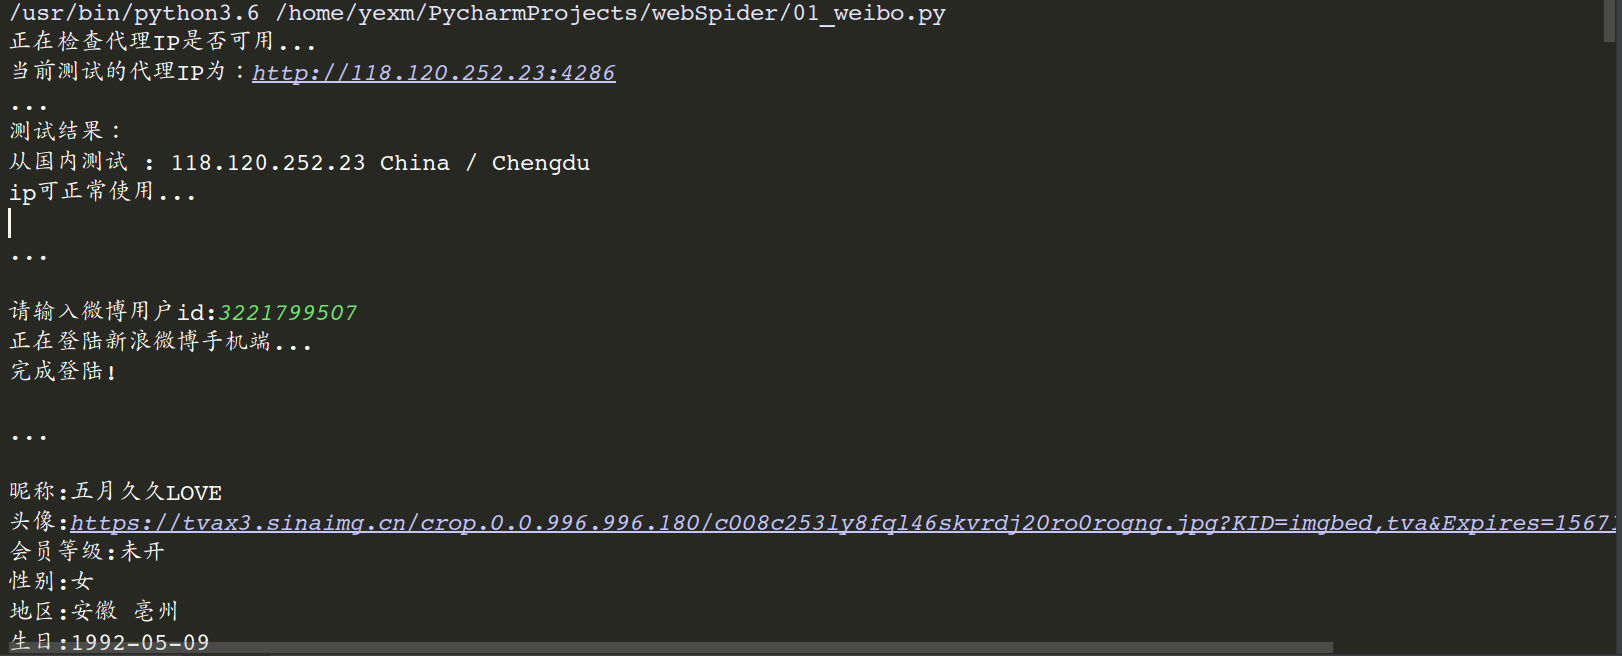 /usr/bin/python3.6 /home/yexm/PycharmProjects/webSpider/01_weibo.py
正在检查代理IP是否可用...
当前测试的代理IP为：http://118.120.252.23:4286
...
测试结果：
从国内测试 : 118.120.252.23 China / Chengdu
ip可正常使用...
...
请输入微博用户id:3221799507
正在登陆新浪微博手机端...
完成登陆!
...
昵称:五月久久LOVE
头像:https://tvax3.sinaimg.cn/crop.0.0.996.996.180/c008c253ly8fql46skvrdj20ro0rogng.jpg?KID=imgbed,tva&Expires=1567
会员等级:未开
性别:女
地区:安徽 亳州
生日:1992-05-09